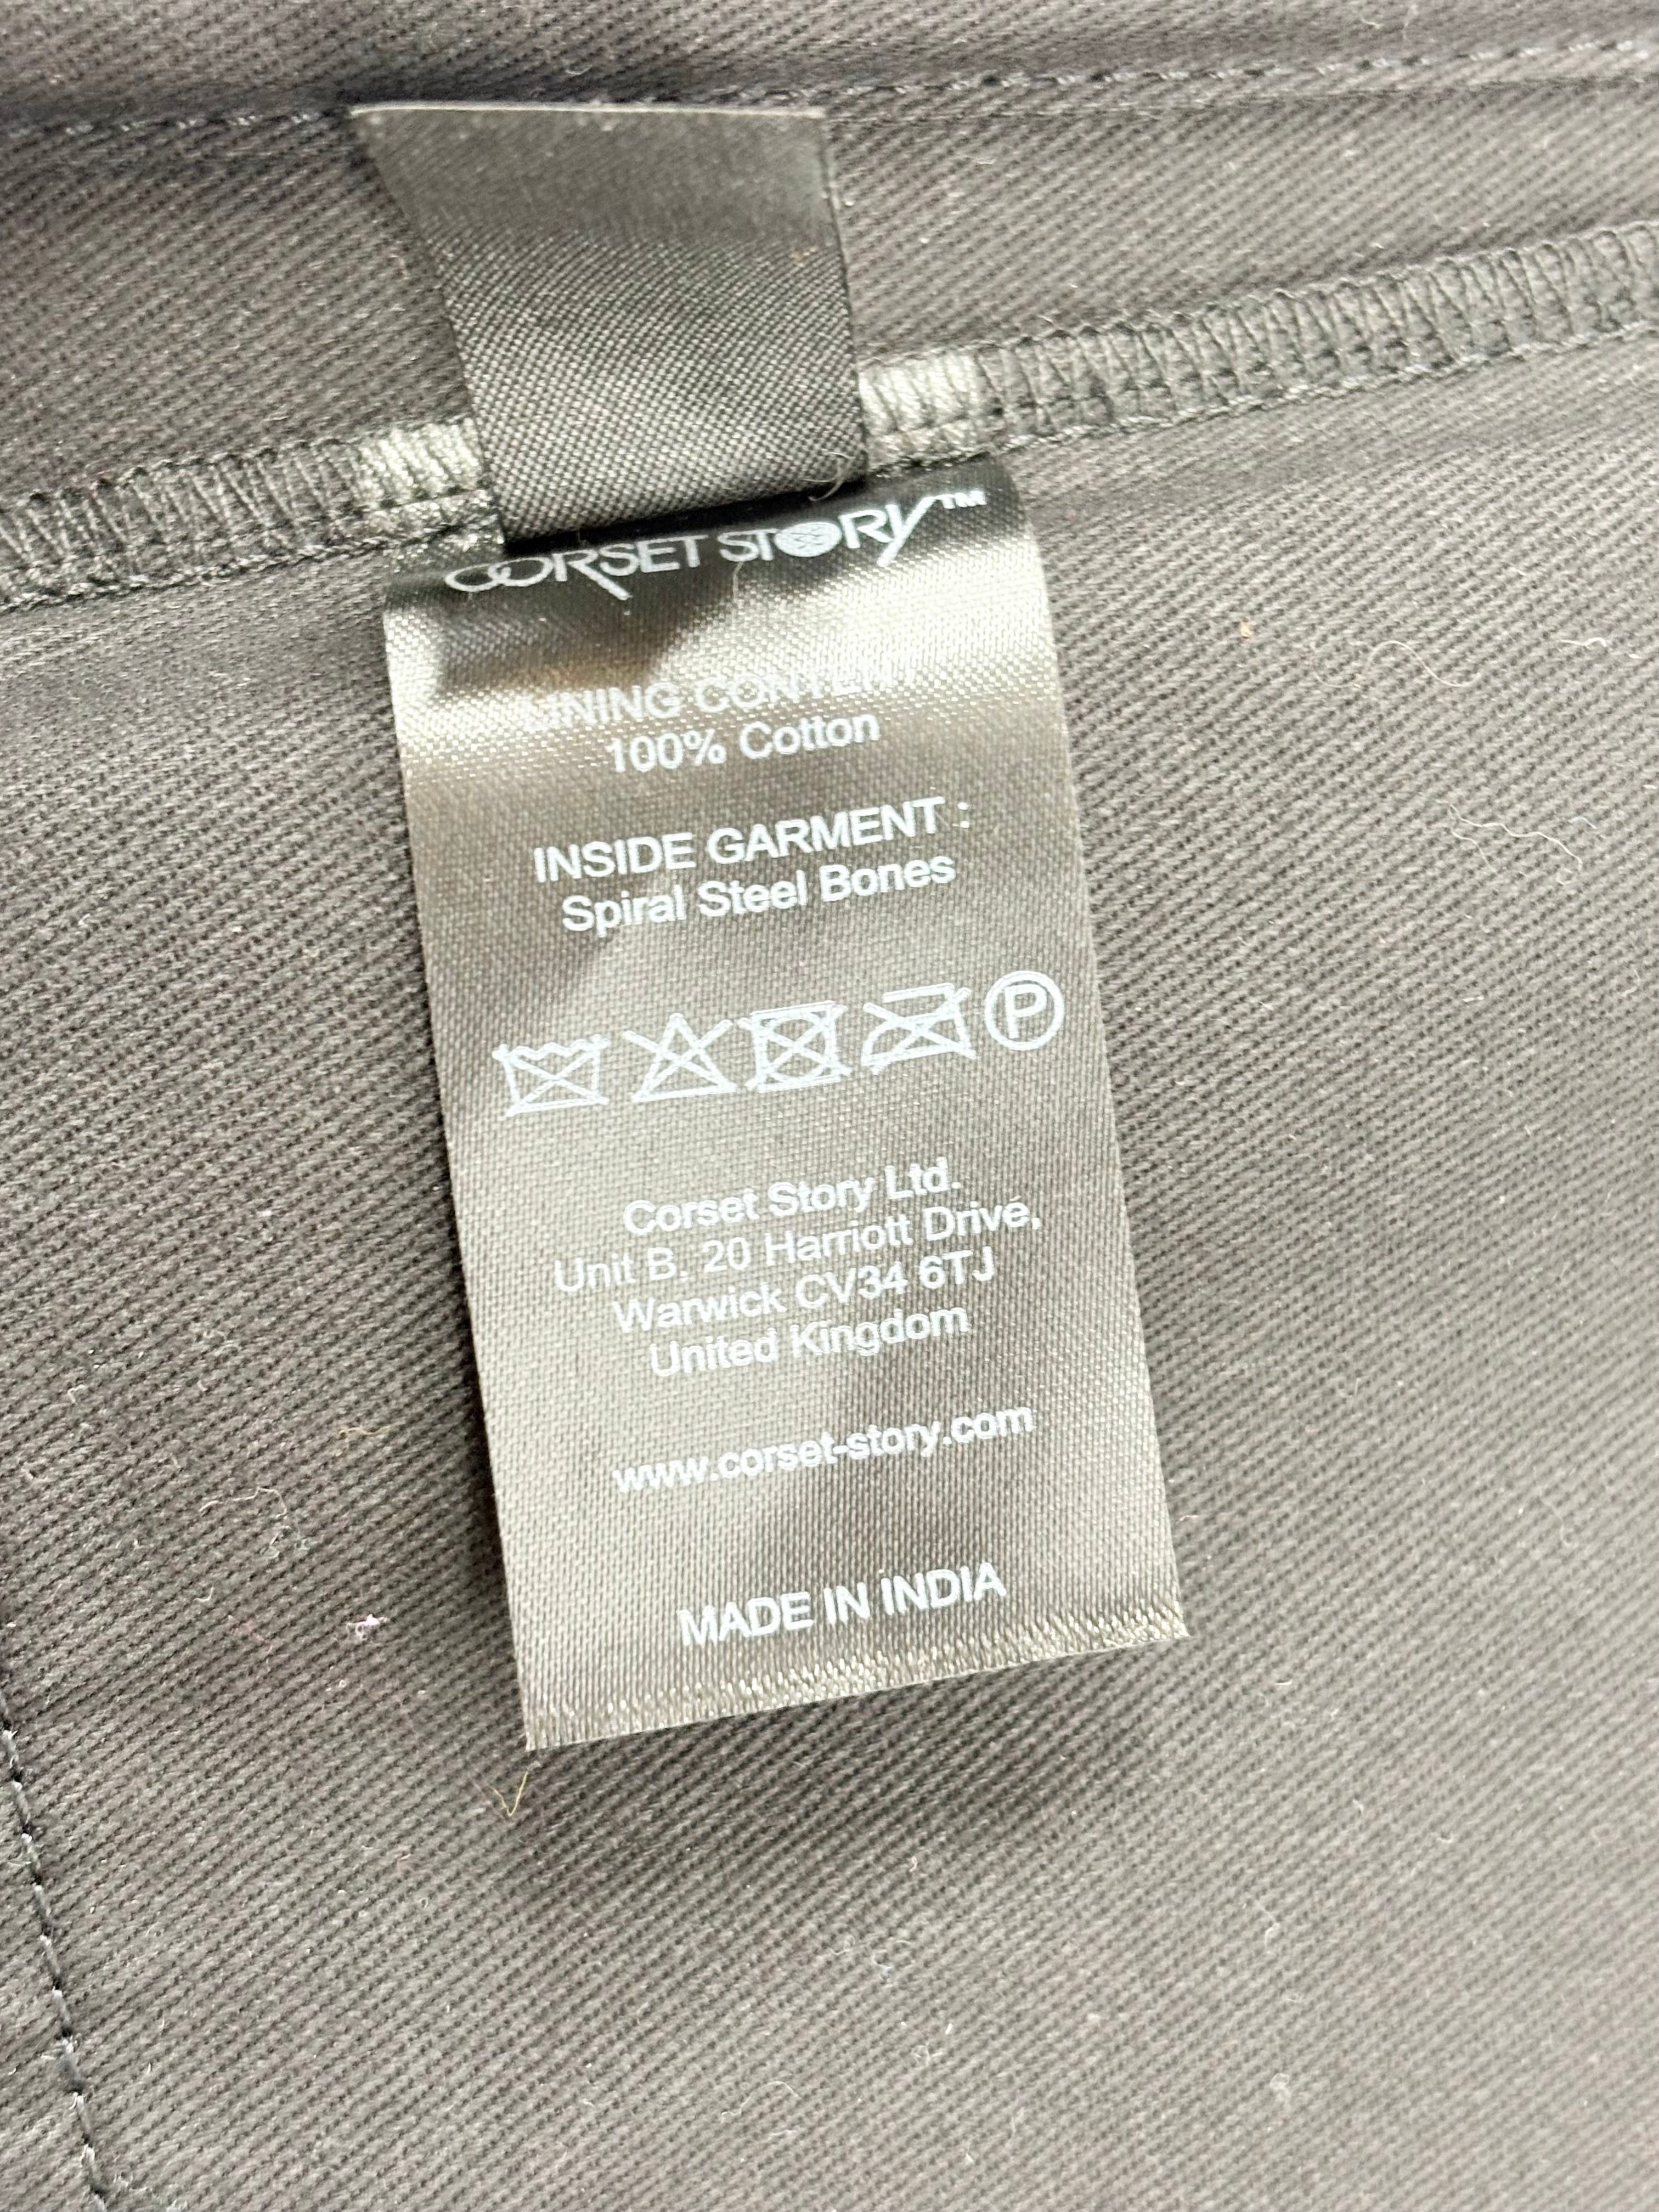 CORSET STORY™
LINING CONTENT
100% Cotton
INSIDE GARMENT :
Spiral Steel Bones
P
Corset Story Ltd.
Unit B, 20 Harriott Drive,
Warwick CV34 6TJ
United Kingdom
www.corset-story.com
MADE IN INDIA